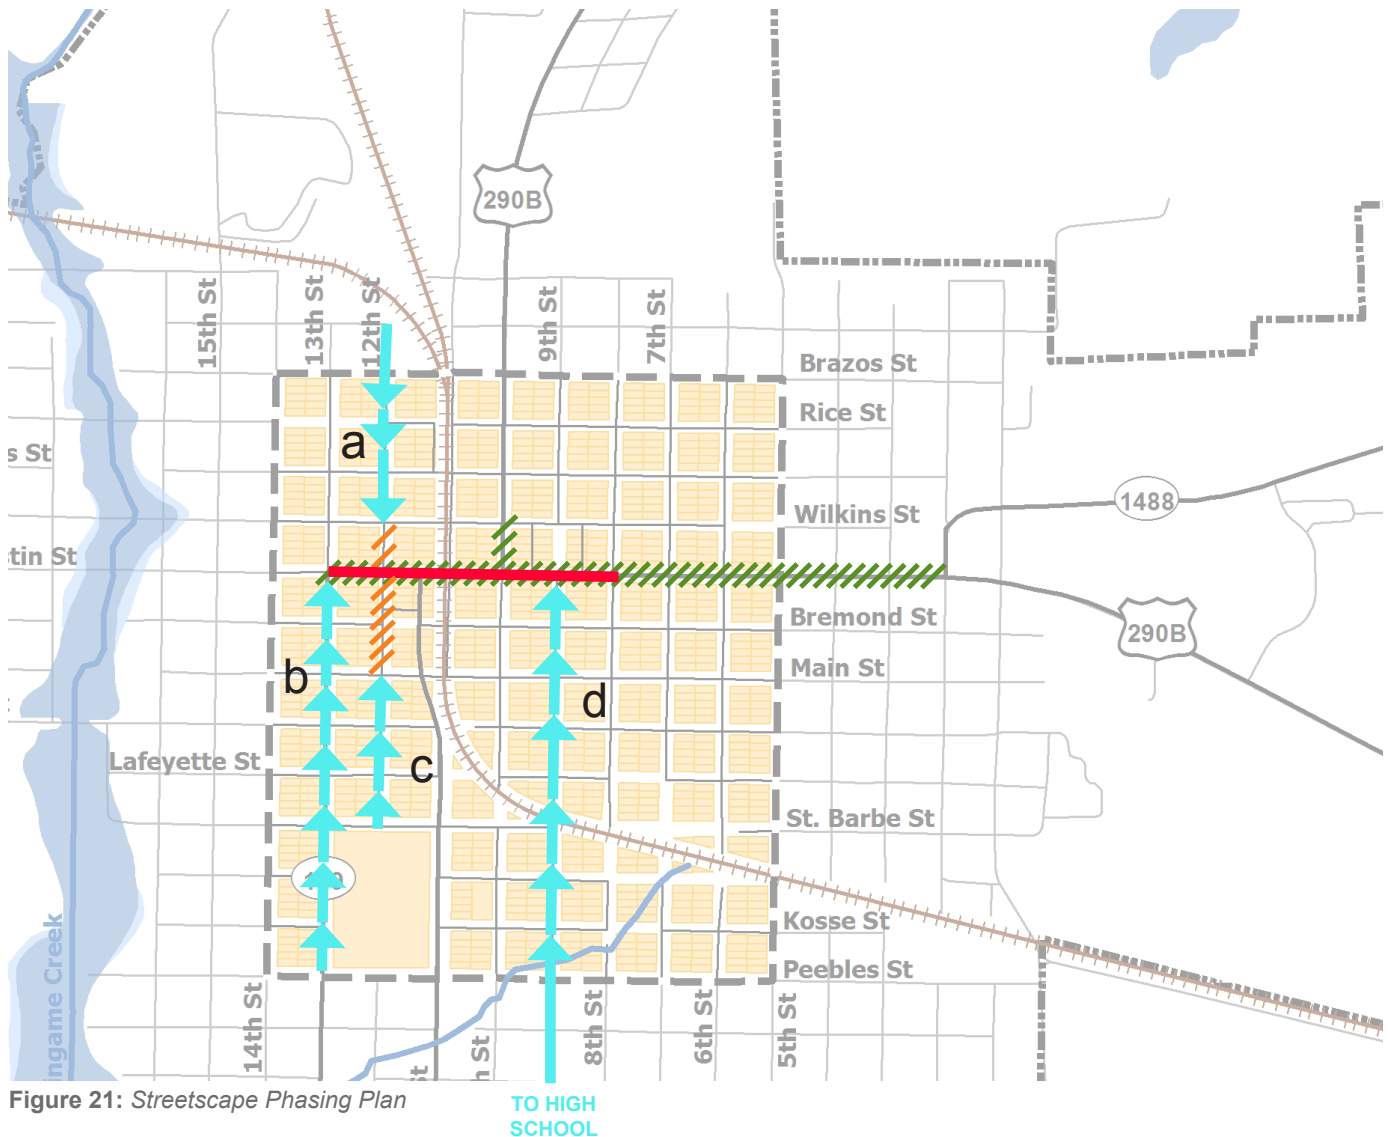 290B
15th St
13th St
12th St
9th St
7th St
Brazos St
Rice St
a
s St
1488
Wilkins St
tin St
Bremond St
290B
Main St
b
d
Lafeyette St
c
St. Barbe St
Kosse St
Peebles St
ingame Creek
14th St
St
h St
8th St
6th St
5th St
Figure 21: Streetscape Phasing Plan
TO HIGH
SCHOOL